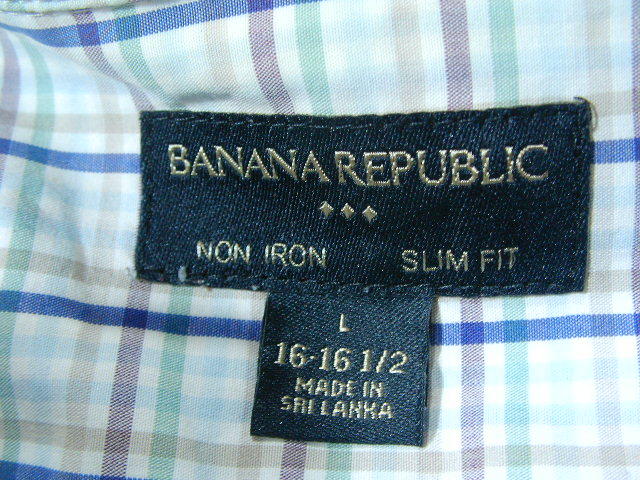 BANANA REPUBLIC
NON IRON SLIM FIT
L
16-16 1/2
MADE IN
SRI LANKA